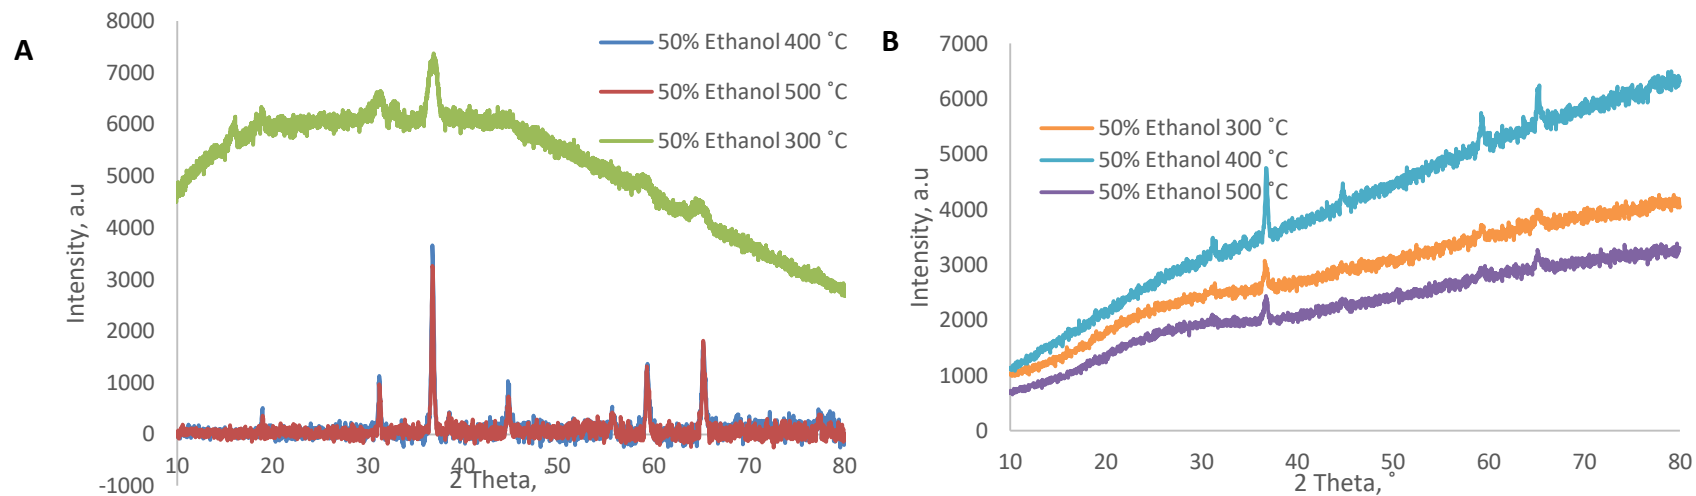 A
8000
7000
6000
5000
4000
3000
2000
1000
0
-1000
Intensity, a.u
50% Ethanol 400 ˚C
50% Ethanol 500 ˚C
50% Ethanol 300 ˚C
10 20 30 40 50 60 70 80
2 Theta, ˚
B
7000
6000
5000
4000
3000
2000
1000
0
Intensity, a.u
50% Ethanol 300 ˚C
50% Ethanol 400 ˚C
50% Ethanol 500 ˚C
10 20 30 40 50 60 70 80
2 Theta, ˚